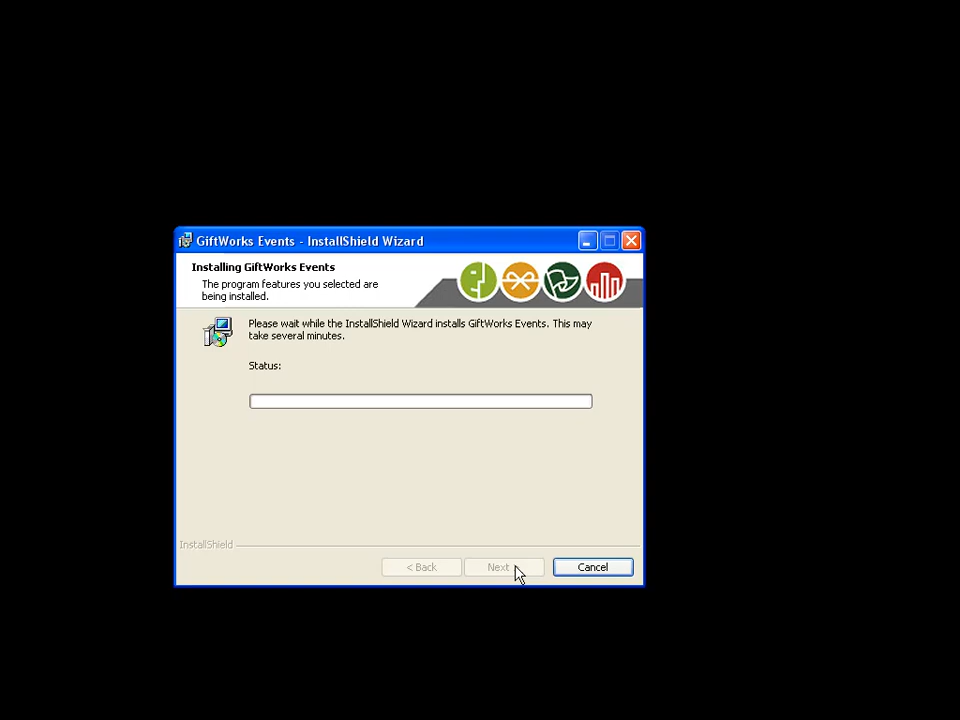 GiftWorks Events - InstallShield Wizard
Installing GiftWorks Events
The program features you selected are
being installed.
Please wait while the InstallShield Wizard installs GiftWorks Events. This may
take several minutes.
Status:
InstallShield
< Back
Next
Cancel